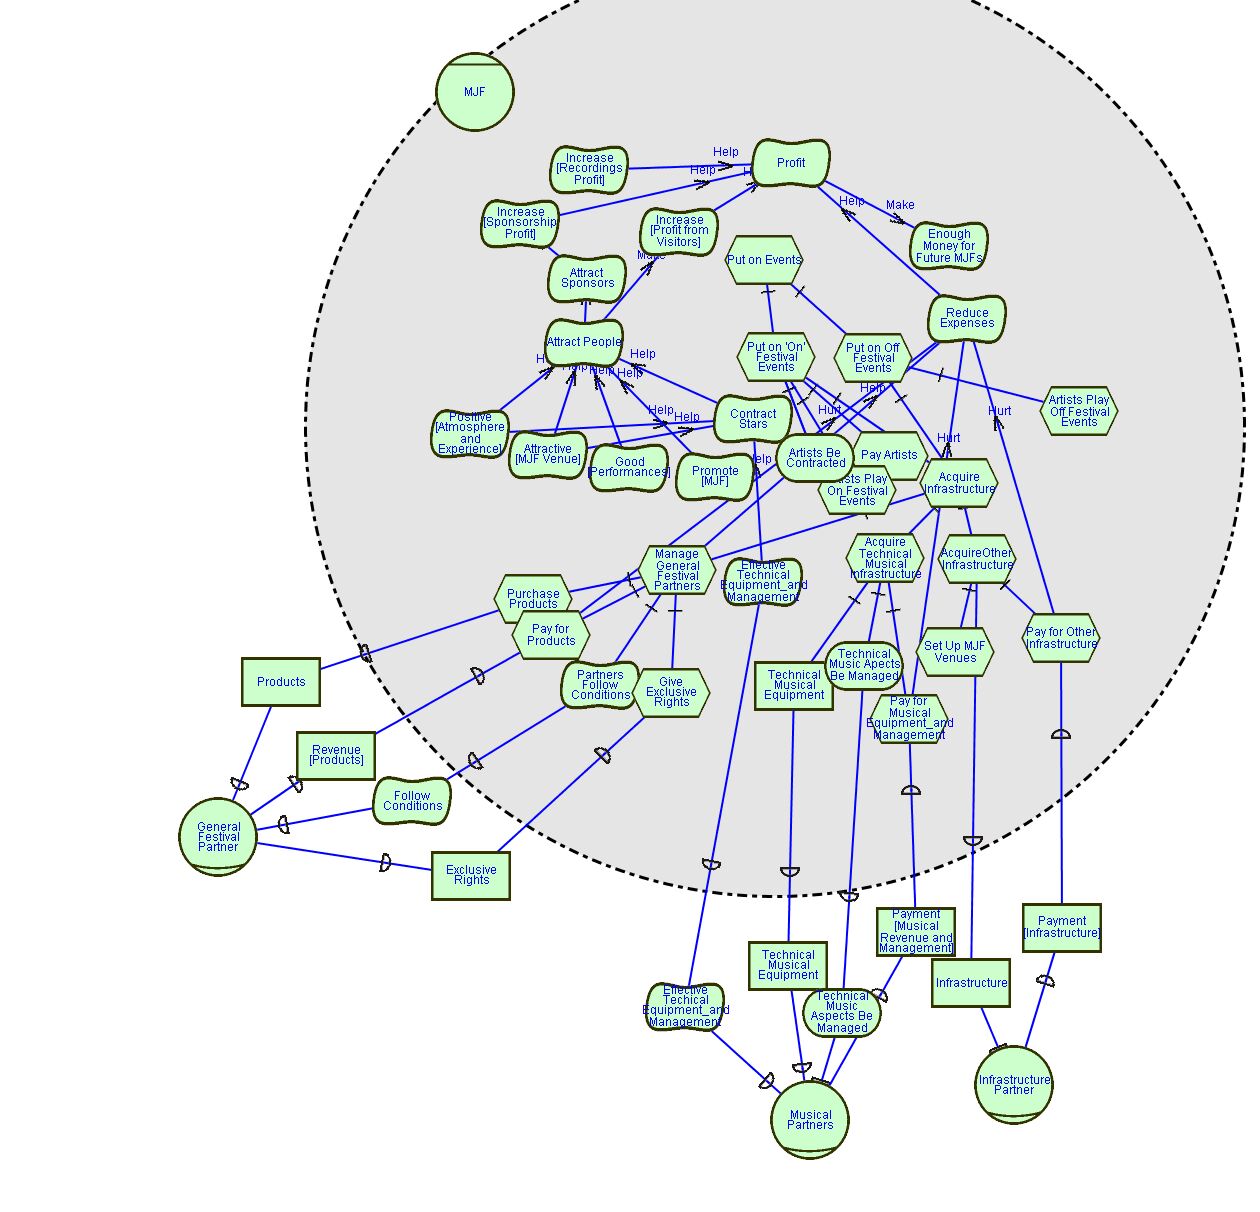 MJF
Increase
[Recordings
Profit]
Help
Profit
Help
Increase
[Sponsorship
Profit]
Increase
[Profit from
Visitors]
Help
Make
Enough
Money for
Future MJFs
Put on Events
Attract
Sponsors
Reduce
Expenses
Attract People
Help
Put on 'On'
Festival
Events
Put on Off
Festival
Events
Artists Play
Off Festival
Events
Help
Help
Help
Help
Help
Hurt
Hurt
Hurt
Positive
[Atmosphere
and
Experience]
Attractive
[MJF Venue]
Good
[Performances]
Promote
[MJF]
Contract
Stars
Artists Be
Contracted
Pay Artists
On Festival
Events
Acquire
Infrastructure
Manage
General
Festival
Partners
Effective
Technical
Equipment_and
Management
Acquire
Technical
Musical
Infrastructure
AcquireOther
Infrastructure
Purchase
Products
Pay for
Products
Partners
Follow
Conditions
Give
Exclusive
Rights
Technical
Musical
Equipment
Technical
Music Apects
Be Managed
Set Up MJF
Venues
Pay for Other
Infrastructure
Pay for
Musical
Equipment_and
Management
Products
Revenue
[Products]
Follow
Conditions
Exclusive
Rights
General
Festival
Partner
Effective
Techical
Equipment_and
Management
Technical
Musical
Equipment
Technical
Music
Aspects Be
Managed
Payment
[Musical
Revenue and
Management]
Infrastructure
Payment
[Infrastructure]
Musical
Partners
Infrastructure
Partner